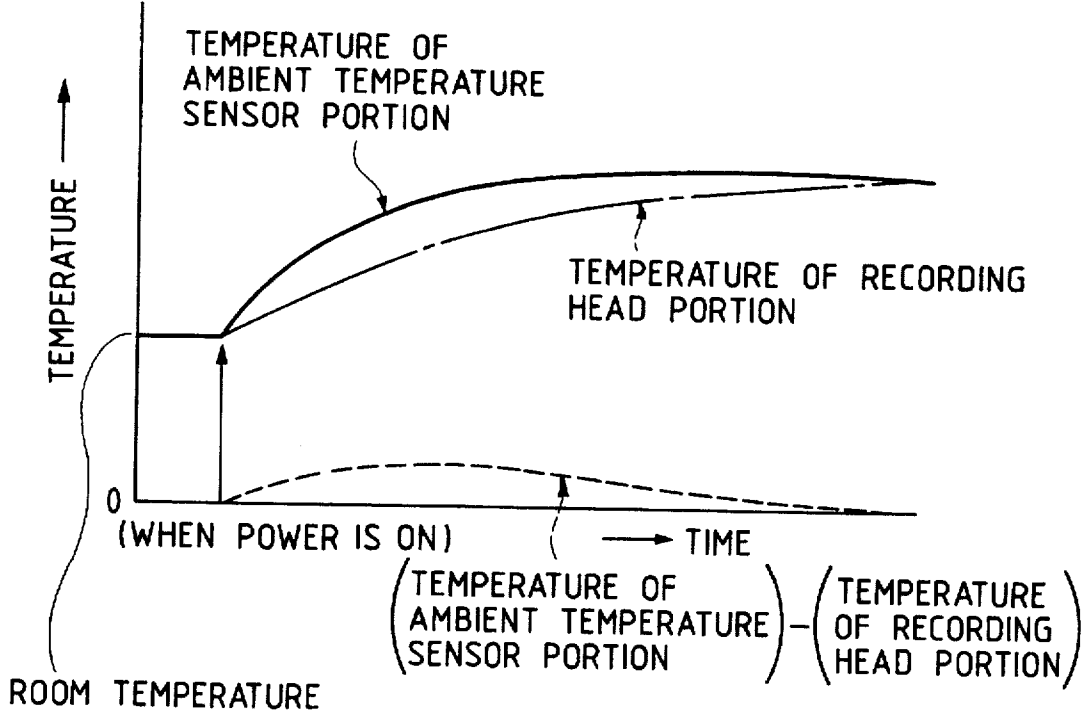 TEMPERATURE OF
AMBIENT TEMPERATURE
SENSOR PORTION
TEMPERATURE
TEMPERATURE OF RECORDING
HEAD PORTION
0
(WHEN POWER IS ON)
TIME
(TEMPERATURE OF
AMBIENT TEMPERATURE
SENSOR PORTION)
-
(TEMPERATURE
OF RECORDING
HEAD PORTION)
ROOM TEMPERATURE